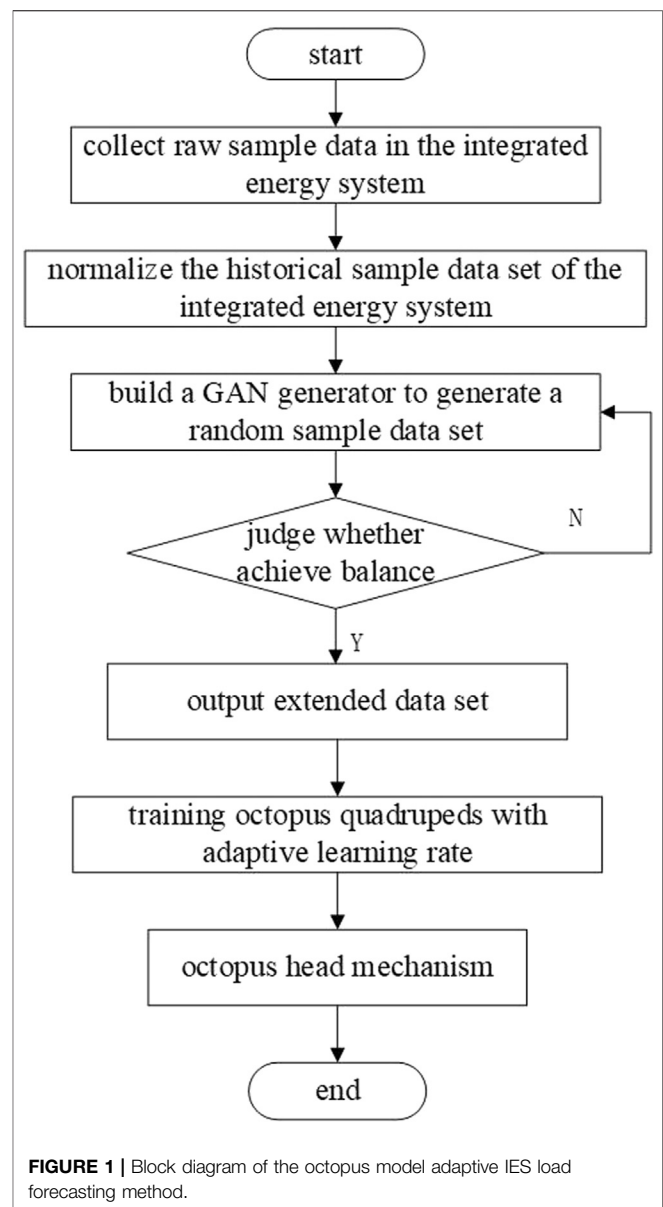 start
collect raw sample data in the integrated
energy system
normalize the historical sample data set of the
integrated energy system
build a GAN generator to generate a
random sample data set
N
judge whether
achieve balance
Y
output extended data set
training octopus quadrupeds with
adaptive learning rate
octopus head mechanism
end
FIGURE 1 | Block diagram of the octopus model adaptive IES load
forecasting method.